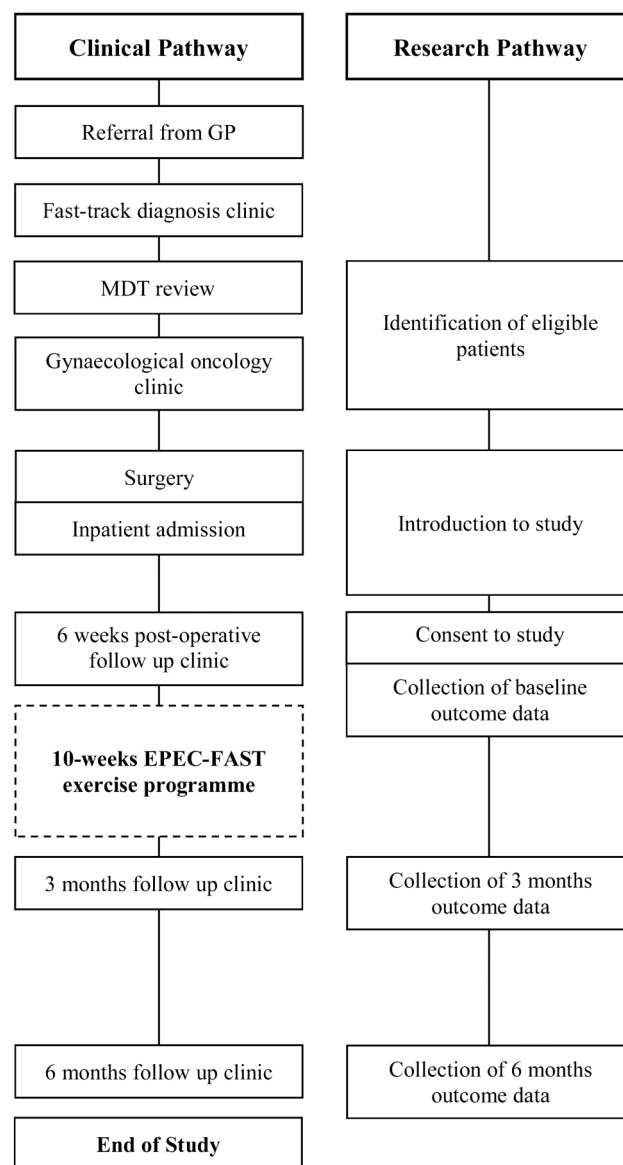 Clinical Pathway
Referral from GP
Fast-track diagnosis clinic
MDT review
Gynaecological oncology
clinic
Surgery
Inpatient admission
6 weeks post-operative
follow up clinic
10-weeks EPEC-FAST
exercise programme
3 months follow up clinic
6 months follow up clinic
End of Study
Research Pathway
Identification of eligible
patients
Introduction to study
Consent to study
Collection of baseline
outcome data
Collection of 3 months
outcome data
Collection of 6 months
outcome data